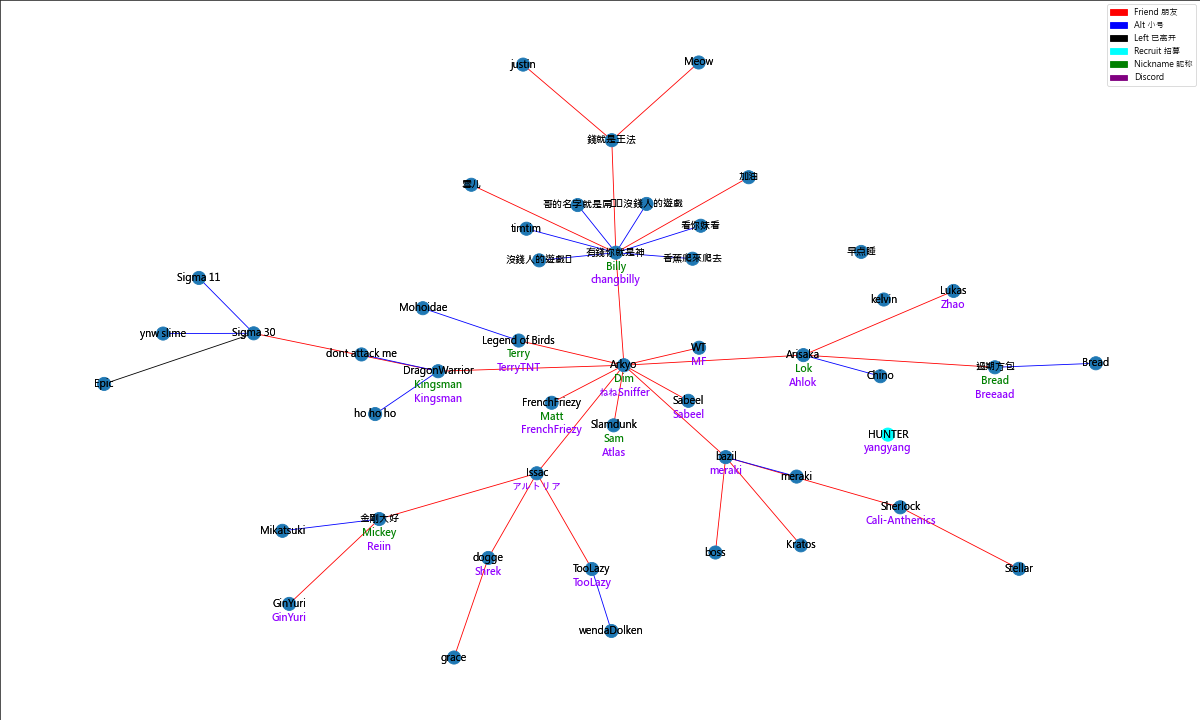 Friend 朋友
Alt 小号
Left 已离开
Recruit 招募
Nickname 昵称
Discord
justin
Meow
錢就是王法
加油
哥的名字就是屌
沒錢人的遊戲
timtim
看你妹看
有錢你就是神
沒錢人的遊戲
香蕉爬來爬去
Billy
changbilly
早点睡
Sigma 11
Lukas
Zhao
kelvin
Mohoidae
ynw slime
Sigma 30
Legend of Birds
Terry
TerryTNT
WT
MF
dont attack me
Arisaka
Lok
Ahlok
Arkyo
Dim
ねねSniffer
過期方包
Bread
Breeaad
Bread
DragonWarrior
Kingsman
Kingsman
Chino
Epic
FrenchFriezy
Matt
FrenchFriezy
Sabeel
Sabeel
ho ho ho
Slamdunk
Sam
Atlas
HUNTER
yangyang
bazil
meraki
Issac
アルトリア
meraki
Sherlock
Cali-Anthenics
金剛大好
Mickey
Reiin
Mikatsuki
Kratos
boss
dogge
Shrek
TooLazy
TooLazy
Stellar
GinYuri
GinYuri
wendaDolken
grace